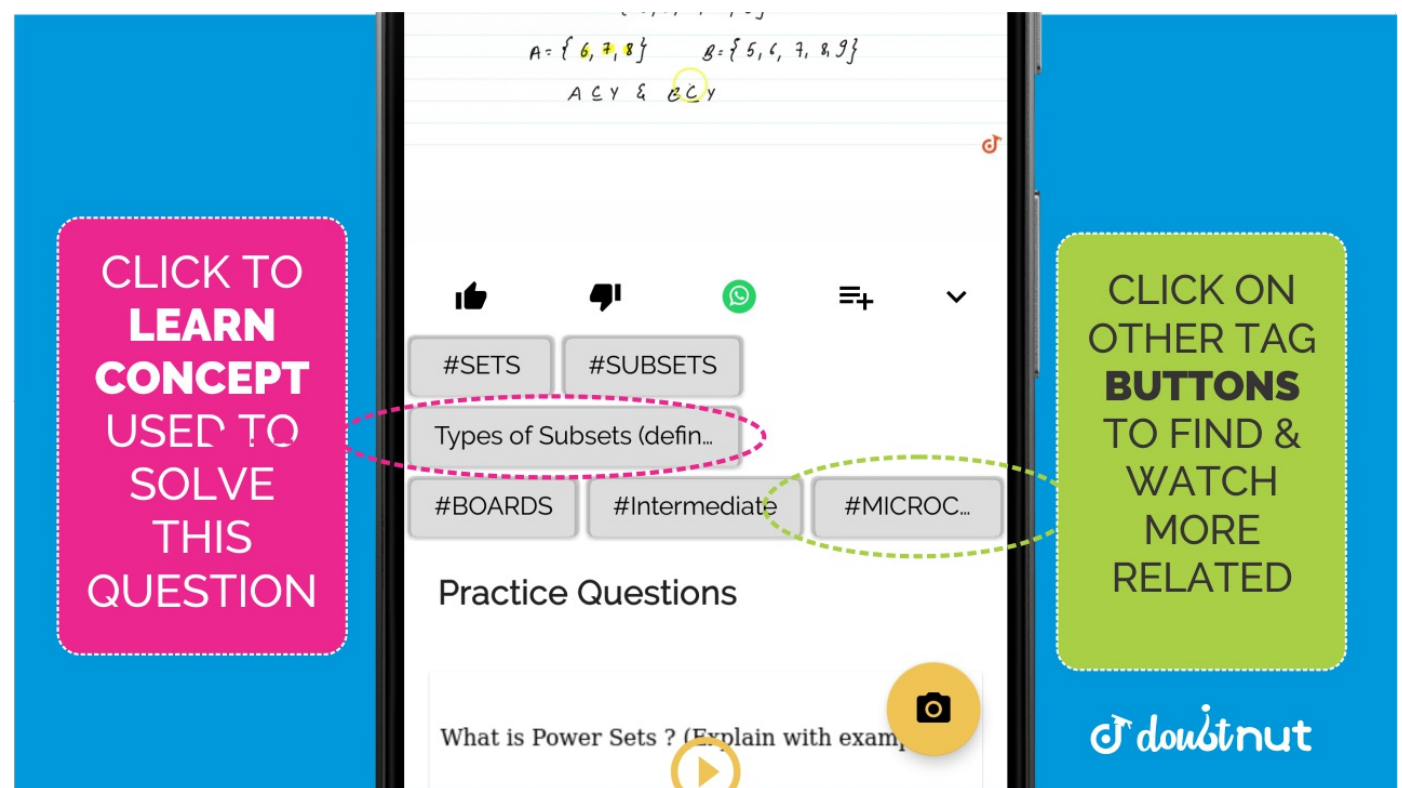 A = { 6, 7, 8} B = { 5, 6, 7, 8, 9}
A ⊆ Y & B ⊆ Y
CLICK TO
LEARN
CONCEPT
USED TO
SOLVE
THIS
QUESTION
#SETS #SUBSETS
Types of Subsets (defin...
#BOARDS #Intermediate #MICROC...
Practice Questions
What is Power Sets ? (Explain with
CLICK ON
OTHER TAG
BUTTONS
TO FIND &
WATCH
MORE
RELATED
doubtnut